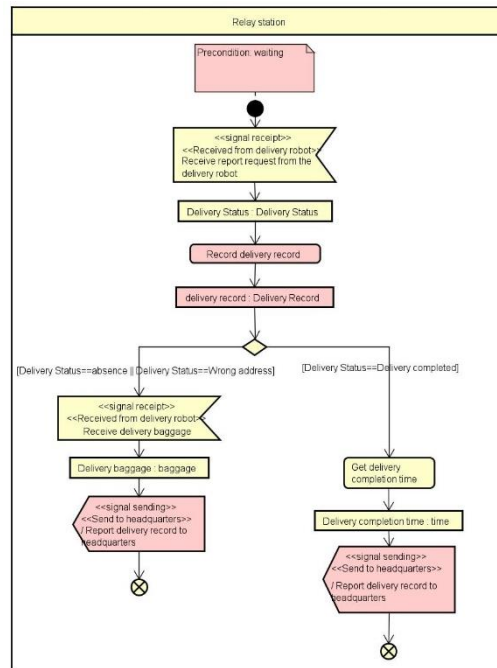 Relay station
Precondition: waiting
<<signal receipt>>
<<Received from delivery robot>>
Receive report request from the
delivery robot
Delivery Status : Delivery Status
Record delivery record
delivery record : Delivery Record
[Delivery Status==absence || Delivery Status==Wrong address]
[Delivery Status==Delivery completed]
<<signal receipt>>
<<Received from delivery robot>>
Receive delivery baggage
Delivery baggage : baggage
<<signal sending>>
<<Send to headquarters>>
/ Report delivery record to
headquarters
Get delivery
completion time
Delivery completion time : time
<<signal sending>>
<<Send to headquarters>>
/ Report delivery record to
headquarters